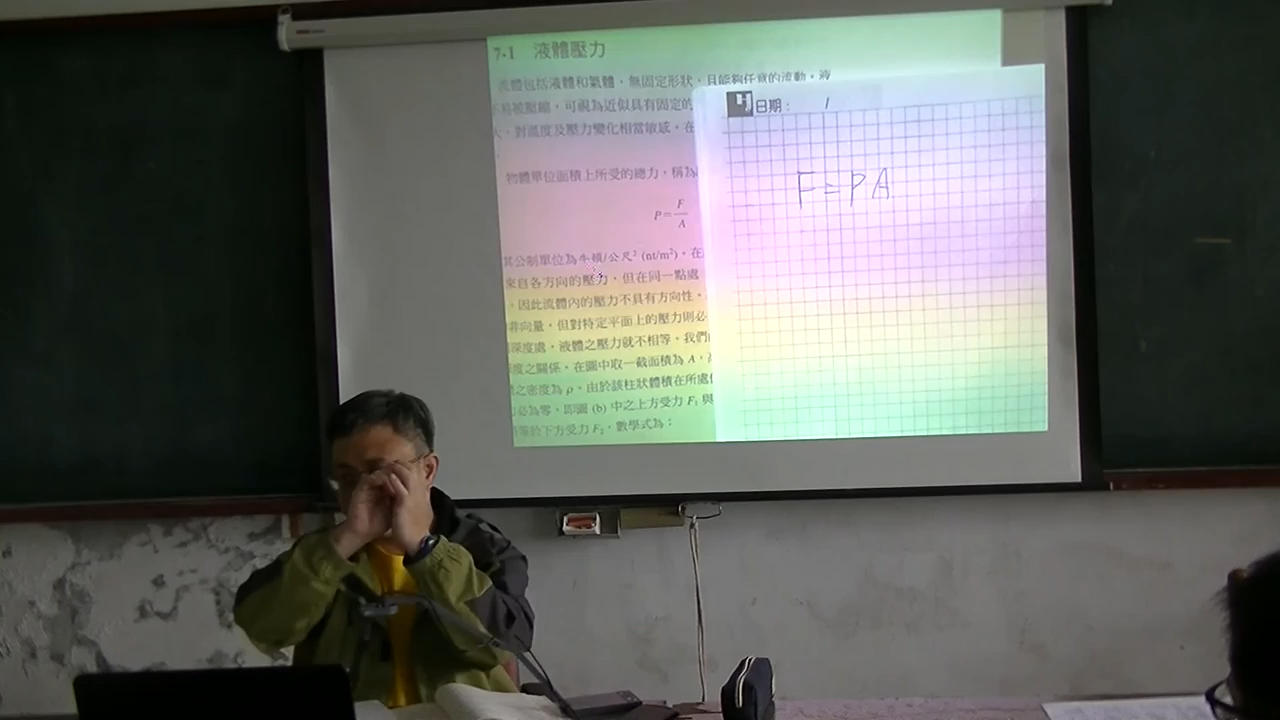 7-1 液體壓力
流體包括液體和氣體，無固定形狀，且能夠任意的流動。液
易被壓縮，可視為近似具有固定的
大，對溫度及壓力變化相當敏感。在
物體單位面積上所受的總力，稱為
P=F/A
其公制單位為牛頓/公尺² (nt/m²)。在
來自各方向的壓力，但在同一點處
，因此流體內的壓力不具有方向性。
非向量，但對特定平面上的壓力則必
深度處，液體之壓力就不相等。我們
度之關係。在圖中取一截面積為 A，
之密度為 ρ。由於該柱狀體積在所處
必為零，即圖 (b) 中之上方受力 F₁ 與
等於下方受力 F₂，數學式為：
日期： /
F=PA